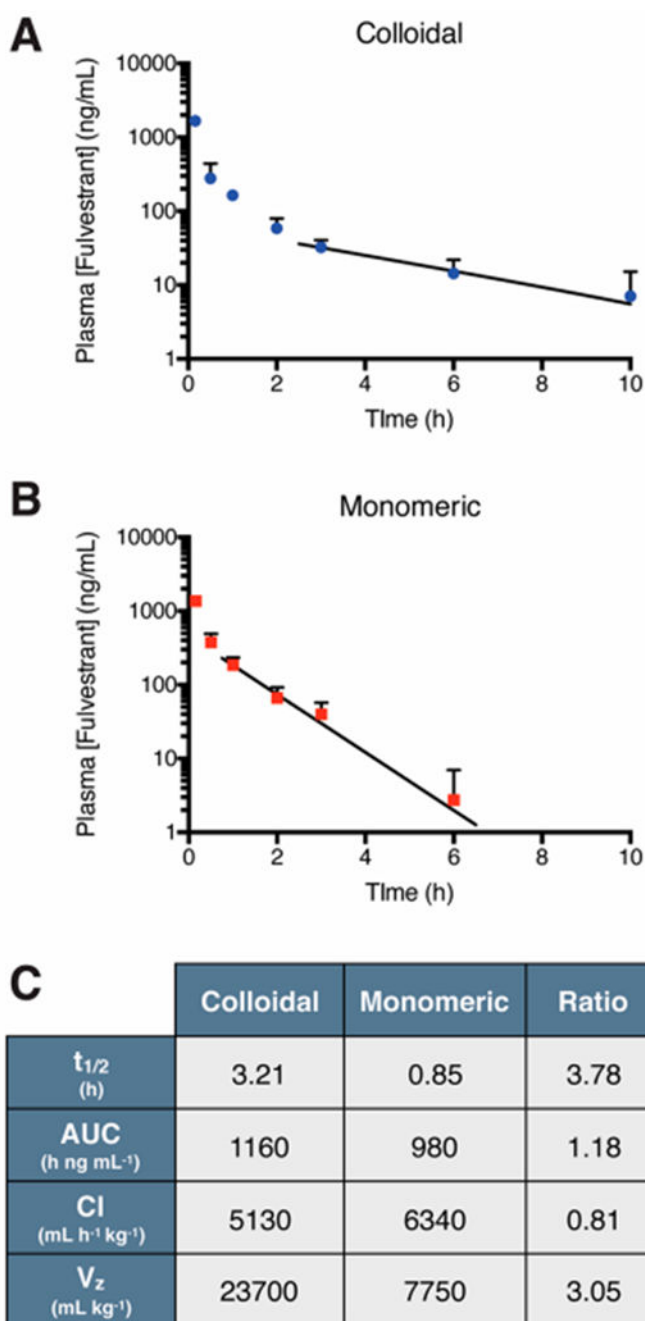 A
Colloidal
Plasma [Fulvestrant] (ng/mL)
10000
1000
100
10
1
0 2 4 6 8 10
TIme (h)
B
Monomeric
Plasma [Fulvestrant] (ng/mL)
10000
1000
100
10
1
0 2 4 6 8 10
TIme (h)
C
Colloidal Monomeric Ratio
t1/2 (h) 3.21 0.85 3.78
AUC (h ng mL⁻¹) 1160 980 1.18
Cl (mL h⁻¹ kg⁻¹) 5130 6340 0.81
Vz (mL kg⁻¹) 23700 7750 3.05